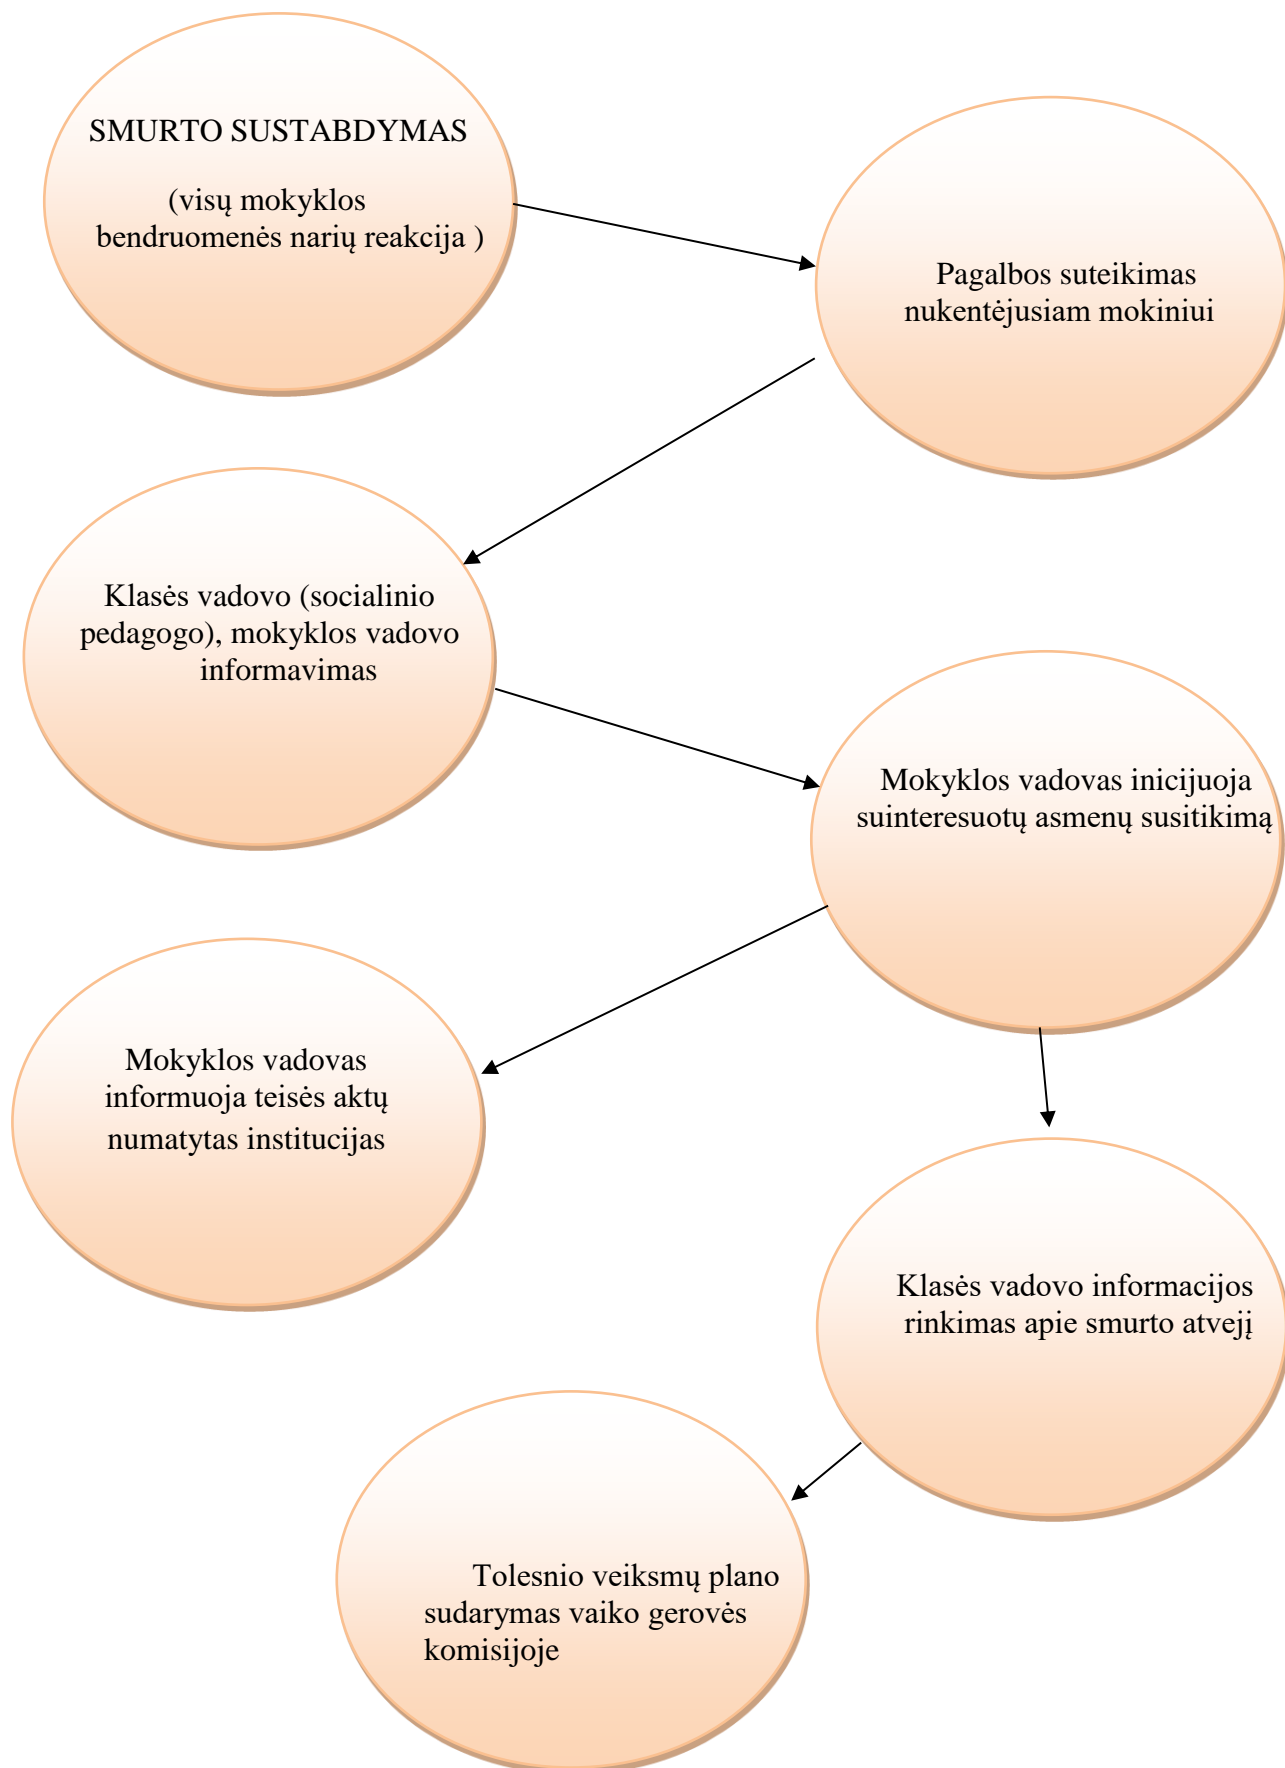 SMURTO SUSTABDYMAS
(visų mokyklos
bendruomenės narių reakcija )
Pagalbos suteikimas
nukentėjusiam mokiniui
Klasės vadovo (socialinio
pedagogo), mokyklos vadovo
informavimas
Mokyklos vadovas inicijuoja
suinteresuotų asmenų susitikimą
Mokyklos vadovas
informuoja teisės aktų
numatytas institucijas
Klasės vadovo informacijos
rinkimas apie smurto atvejį
Tolesnio veiksmų plano
sudarymas vaiko gerovės
komisijoje